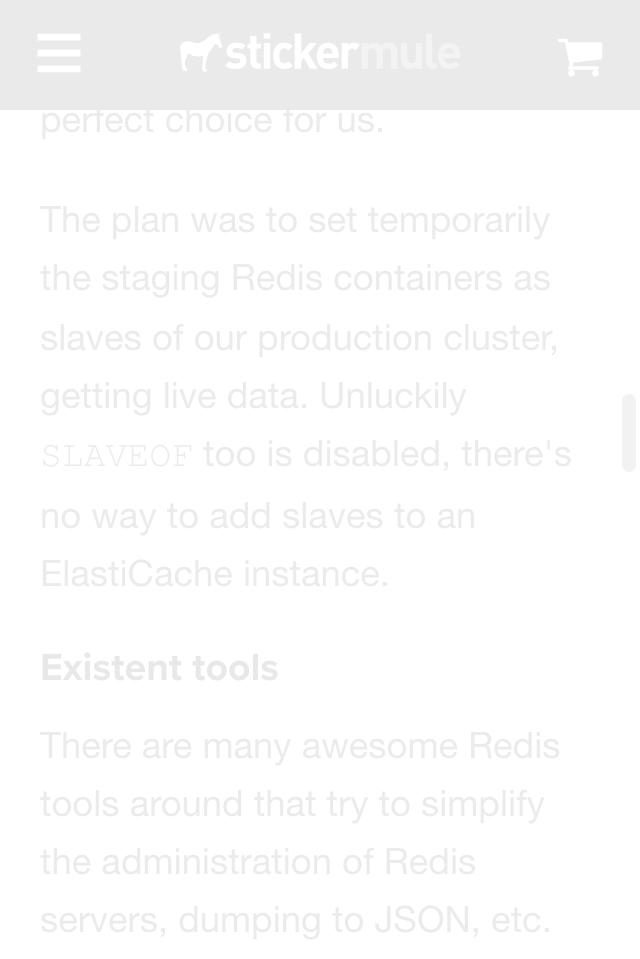 stickermule
perfect choice for us.
The plan was to set temporarily
the staging Redis containers as
slaves of our production cluster,
getting live data. Unluckily
SLAVEOF too is disabled, there's
no way to add slaves to an
ElastiCache instance.
Existent tools
There are many awesome Redis
tools around that try to simplify
the administration of Redis
servers, dumping to JSON, etc.